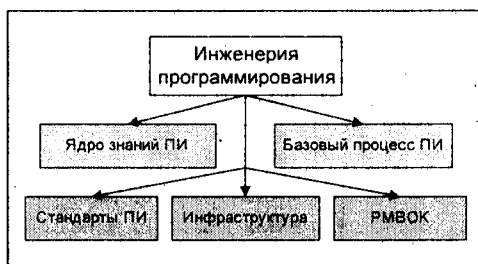 Инженерия
программирования
Ядро знаний ПИ
Базовый процесс ПИ
Стандарты ПИ
Инфраструктура
PMBOK